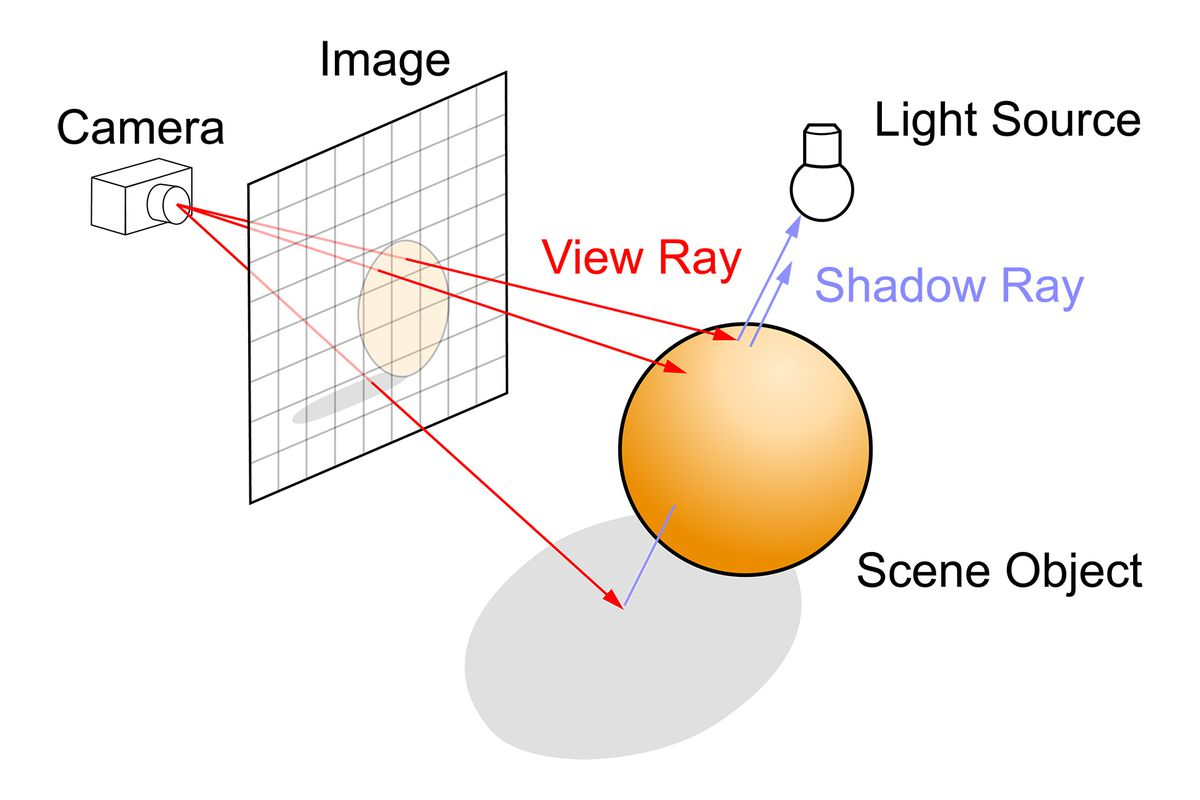 Image
Camera
Light Source
View Ray
Shadow Ray
Scene Object